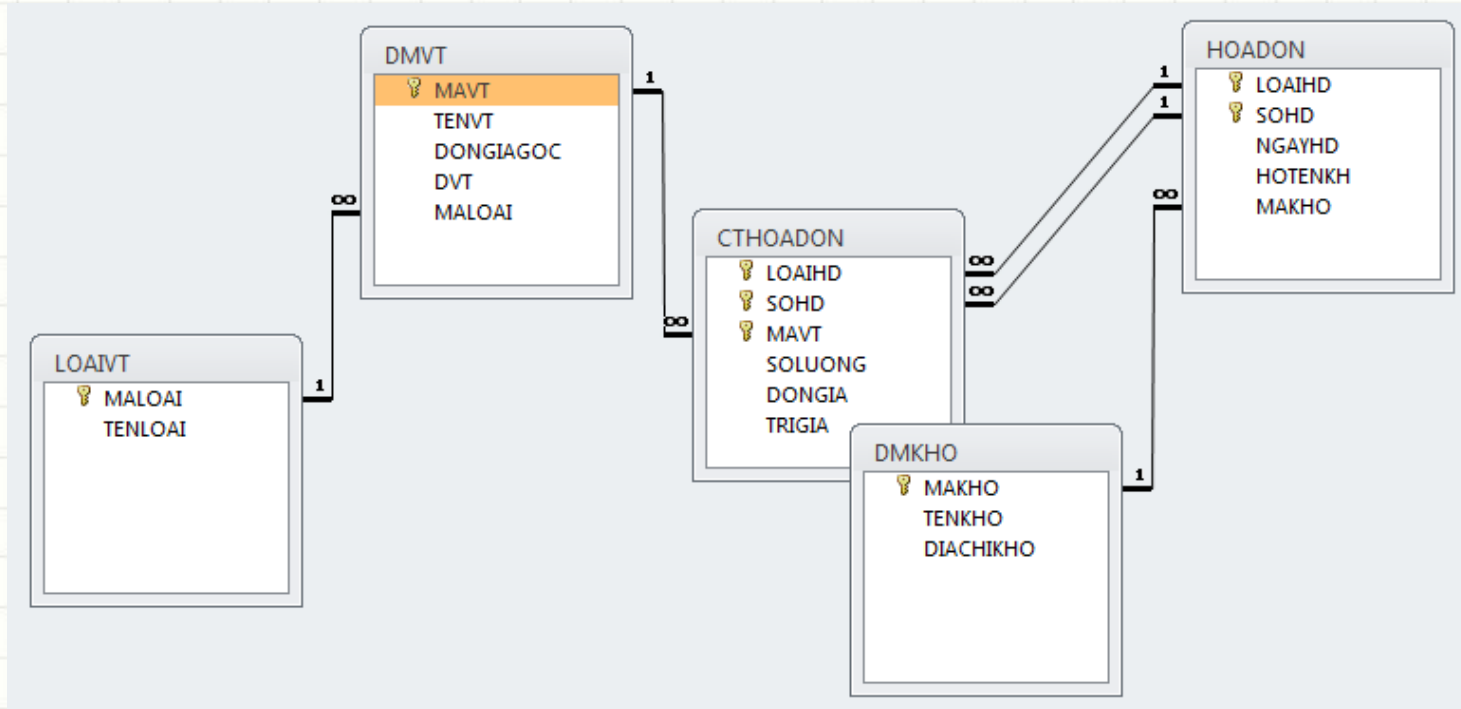 DMVT
MAVT
TENVT
DONGIAGOC
DVT
MALOAI
HOADON
LOAIHD
SOHD
NGAYHD
HOTENKH
MAKHO
CTHOADON
LOAIHD
SOHD
MAVT
SOLUONG
DONGIA
TRIGIA
LOAIVT
MALOAI
TENLOAI
DMKHO
MAKHO
TENKHO
DIACHIKHO
1
∞
1
∞
1
1
∞
∞
∞
1